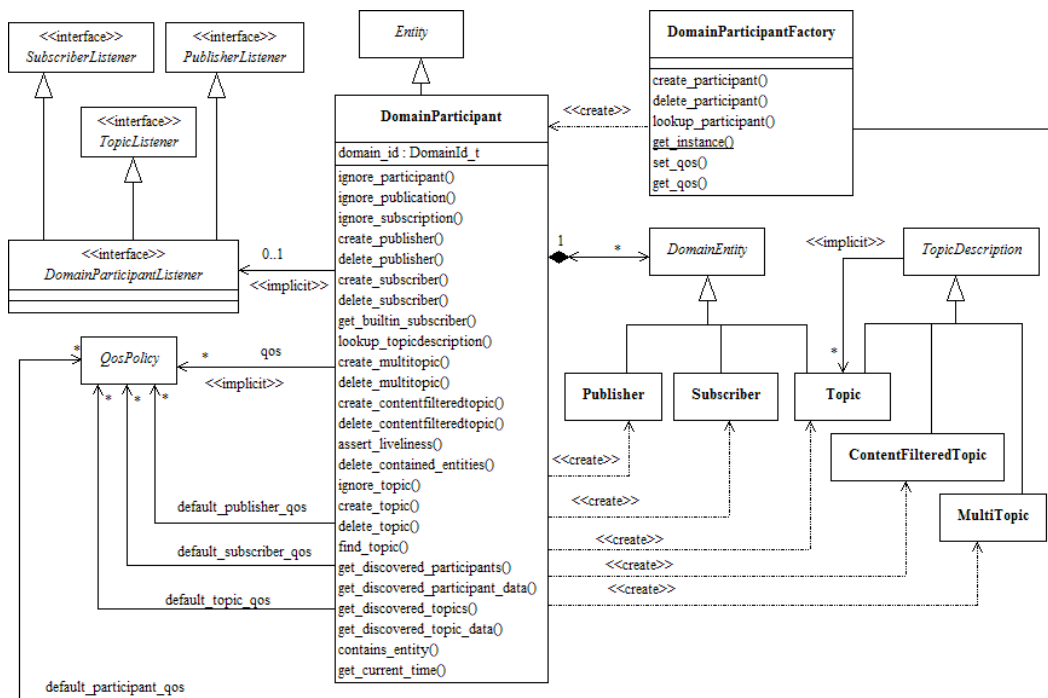 <<interface>>
SubscriberListener
<<interface>>
PublisherListener
<<interface>>
TopicListener
<<interface>>
DomainParticipantListener
0..1
<<implicit>>
Entity
DomainParticipant
domain_id : DomainId_t
ignore_participant()
ignore_publication()
ignore_subscription()
create_publisher()
delete_publisher()
create_subscriber()
delete_subscriber()
get_builtin_subscriber()
lookup_topicdescription()
create_multitopic()
delete_multitopic()
create_contentfilteredtopic()
delete_contentfilteredtopic()
assert_liveliness()
delete_contained_entities()
ignore_topic()
create_topic()
delete_topic()
find_topic()
get_discovered_participants()
get_discovered_participant_data()
get_discovered_topics()
get_discovered_topic_data()
contains_entity()
get_current_time()
DomainParticipantFactory
create_participant()
delete_participant()
lookup_participant()
get_instance()
set_qos()
get_qos()
<<create>>
1
*
DomainEntity
<<implicit>>
TopicDescription
*
Publisher
Subscriber
Topic
ContentFilteredTopic
MultiTopic
<<create>>
<<create>>
<<create>>
<<create>>
<<create>>
QosPolicy
*
*
qos
<<implicit>>
*
*
*
default_publisher_qos
default_subscriber_qos
default_topic_qos
default_participant_qos